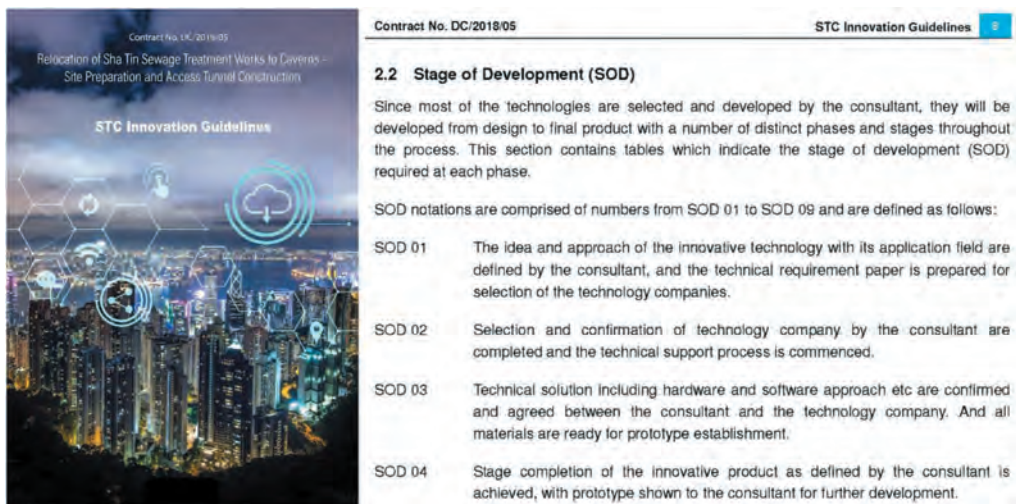 Contract No. DC/2018/05
Relocation of Sha Tin Sewage Treatment Works to Caverns –
Site Preparation and Access Tunnel Construction
STC Innovation Guidelines
Contract No. DC/2018/05
STC Innovation Guidelines
2.2 Stage of Development (SOD)
Since most of the technologies are selected and developed by the consultant, they will be
developed from design to final product with a number of distinct phases and stages throughout
the process. This section contains tables which indicate the stage of development (SOD)
required at each phase.
SOD notations are comprised of numbers from SOD 01 to SOD 09 and are defined as follows:
SOD 01 The idea and approach of the innovative technology with its application field are
defined by the consultant, and the technical requirement paper is prepared for
selection of the technology companies.
SOD 02 Selection and confirmation of technology company by the consultant are
completed and the technical support process is commenced.
SOD 03 Technical solution including hardware and software approach etc are confirmed
and agreed between the consultant and the technology company. And all
materials are ready for prototype establishment.
SOD 04 Stage completion of the innovative product as defined by the consultant is
achieved, with prototype shown to the consultant for further development.